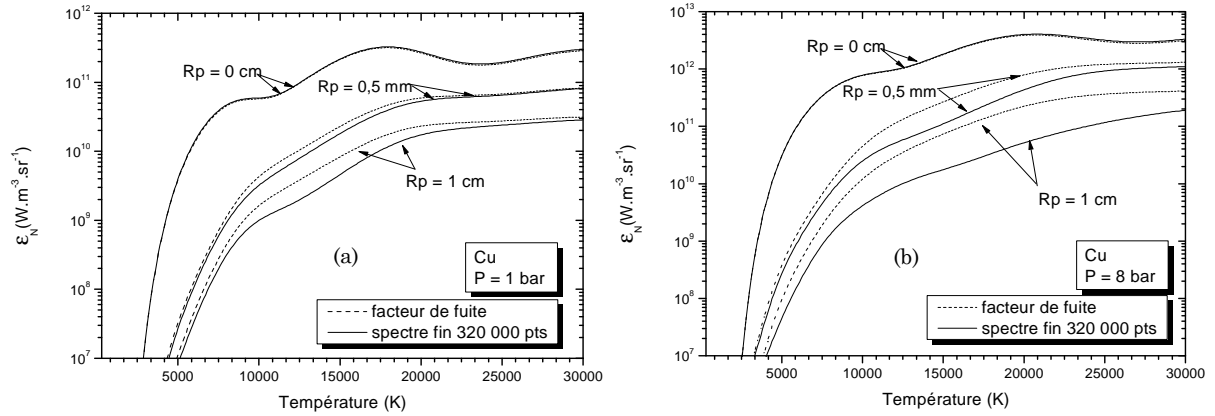 10^12
10^11
10^10
10^9
10^8
10^7
ε_N(W.m^-3.sr^-1)
Rp = 0 cm
Rp = 0,5 mm
Rp = 1 cm
(a)
Cu
P = 1 bar
facteur de fuite
spectre fin 320 000 pts
5000 10000 15000 20000 25000 30000
Température (K)
10^13
10^12
10^11
10^10
10^9
10^8
10^7
ε_N(W.m^-3.sr^-1)
Rp = 0 cm
Rp = 0,5 mm
Rp = 1 cm
(b)
Cu
P = 8 bar
facteur de fuite
spectre fin 320 000 pts
5000 10000 15000 20000 25000 30000
Température (K)